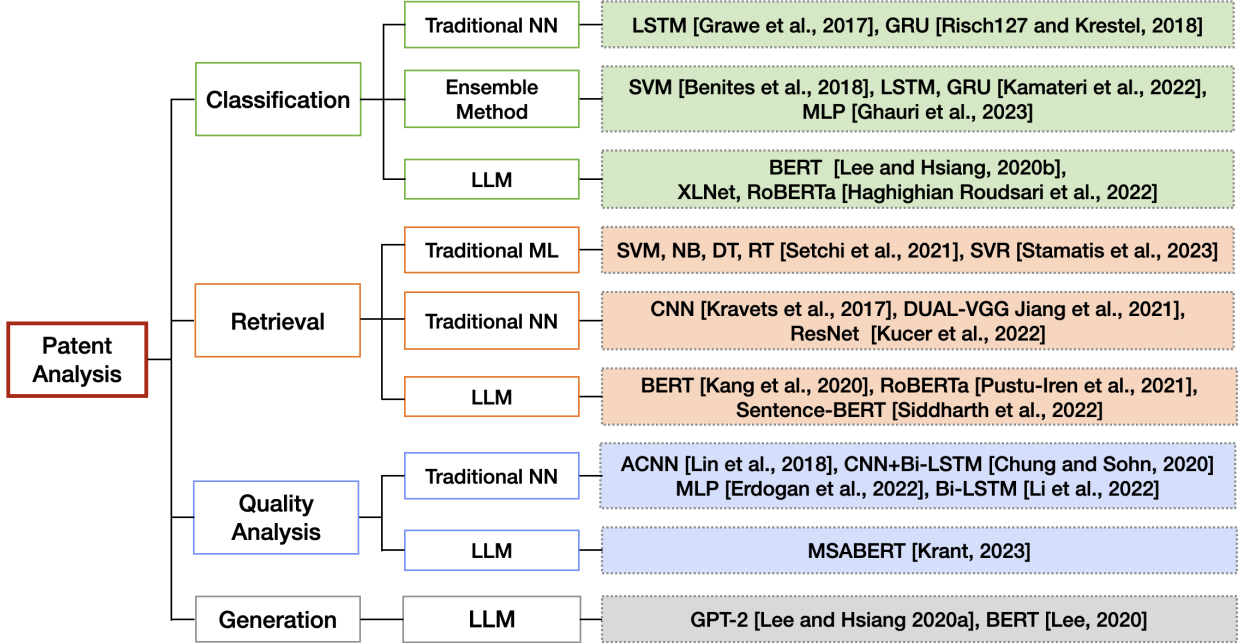 Patent
Analysis
Classification
Traditional NN
LSTM [Grawe et al., 2017], GRU [Risch127 and Krestel, 2018]
Ensemble
Method
SVM [Benites et al., 2018], LSTM, GRU [Kamateri et al., 2022],
MLP [Ghauri et al., 2023]
LLM
BERT [Lee and Hsiang, 2020b],
XLNet, RoBERTa [Haghighian Roudsari et al., 2022]
Retrieval
Traditional ML
SVM, NB, DT, RT [Setchi et al., 2021], SVR [Stamatis et al., 2023]
Traditional NN
CNN [Kravets et al., 2017], DUAL-VGG Jiang et al., 2021],
ResNet [Kucer et al., 2022]
LLM
BERT [Kang et al., 2020], RoBERTa [Pustu-Iren et al., 2021],
Sentence-BERT [Siddharth et al., 2022]
Quality
Analysis
Traditional NN
ACNN [Lin et al., 2018], CNN+Bi-LSTM [Chung and Sohn, 2020]
MLP [Erdogan et al., 2022], Bi-LSTM [Li et al., 2022]
LLM
MSABERT [Krant, 2023]
Generation
LLM
GPT-2 [Lee and Hsiang 2020a], BERT [Lee, 2020]